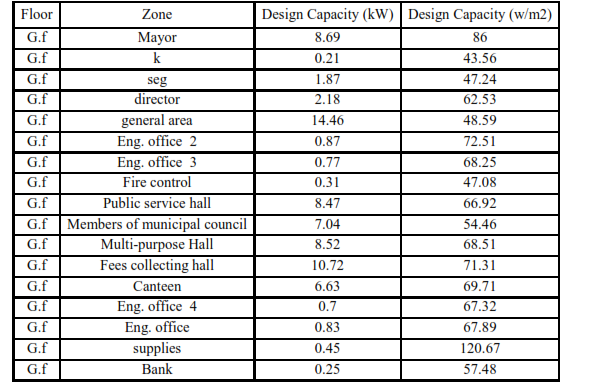 Floor Zone Design Capacity (kW) Design Capacity (w/m2)
G.f Mayor 8.69 86
G.f k 0.21 43.56
G.f seg 1.87 47.24
G.f director 2.18 62.53
G.f general area 14.46 48.59
G.f Eng. office 2 0.87 72.51
G.f Eng. office 3 0.77 68.25
G.f Fire control 0.31 47.08
G.f Public service hall 8.47 66.92
G.f Members of municipal council 7.04 54.46
G.f Multi-purpose Hall 8.52 68.51
G.f Fees collecting hall 10.72 71.31
G.f Canteen 6.63 69.71
G.f Eng. office 4 0.7 67.32
G.f Eng. office 0.83 67.89
G.f supplies 0.45 120.67
G.f Bank 0.25 57.48